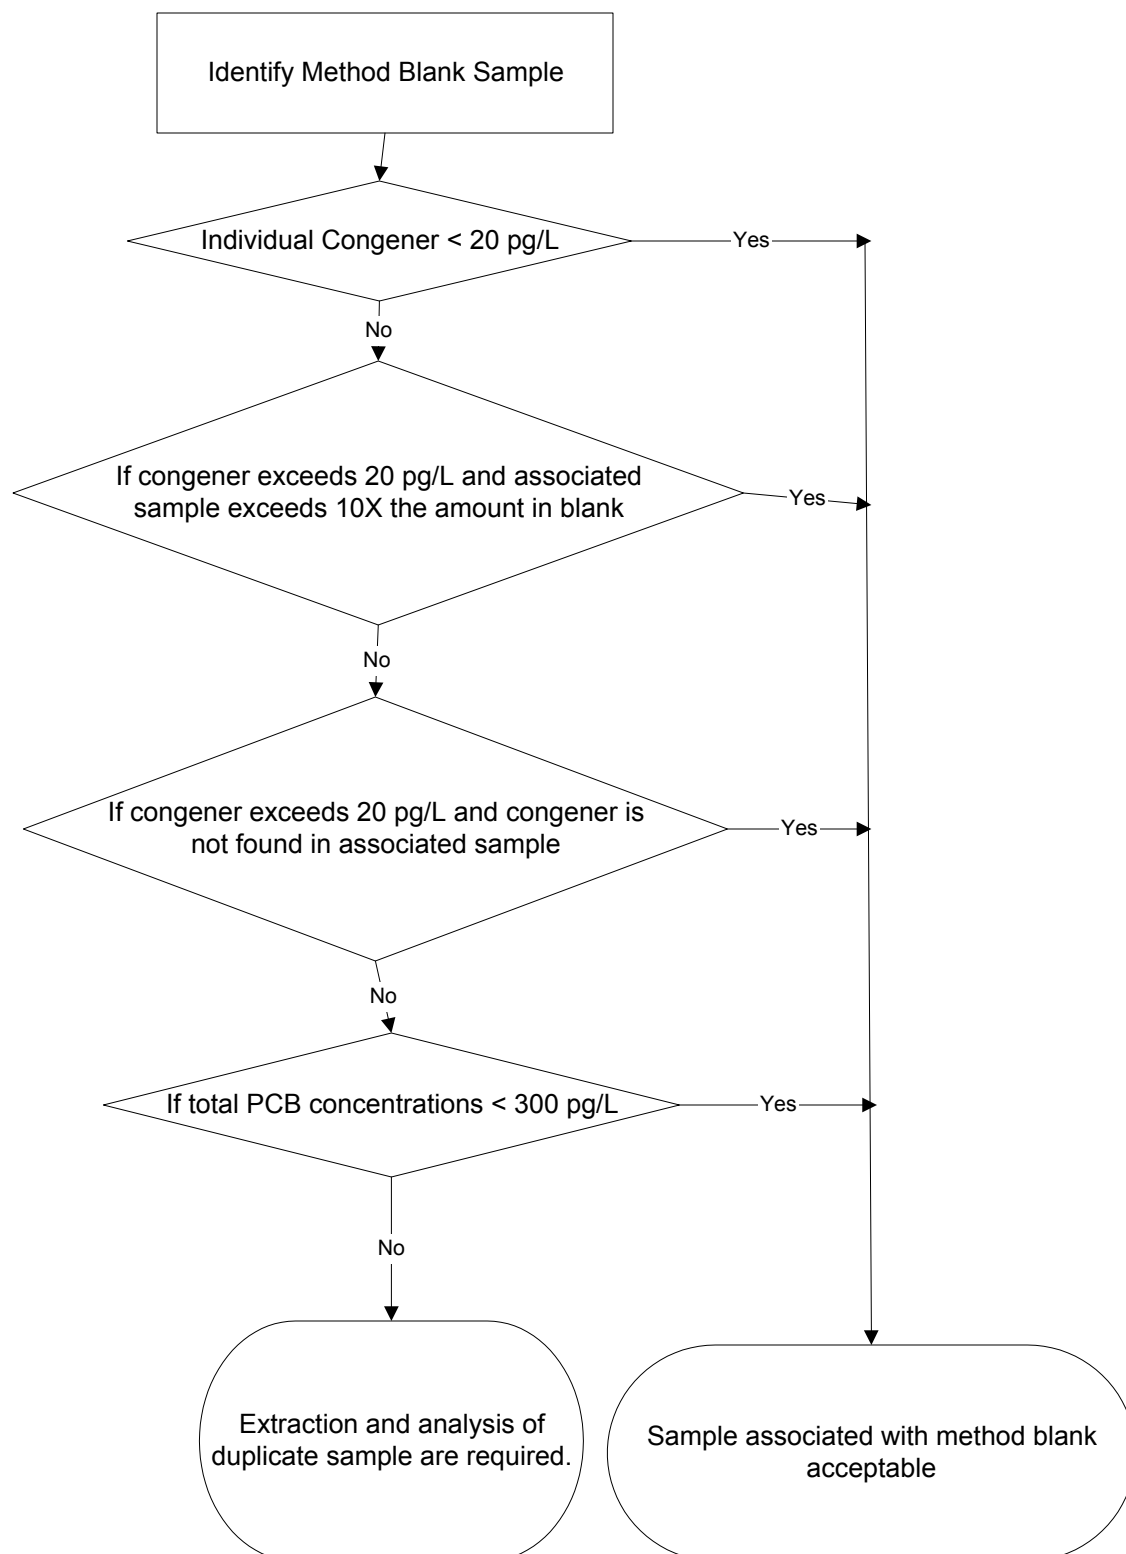 Identify Method Blank Sample
Individual Congener < 20 pg/L
Yes
No
If congener exceeds 20 pg/L and associated
sample exceeds 10X the amount in blank
Yes
No
If congener exceeds 20 pg/L and congener is
not found in associated sample
Yes
No
If total PCB concentrations < 300 pg/L
Yes
No
Extraction and analysis of
duplicate sample are required.
Sample associated with method blank
acceptable